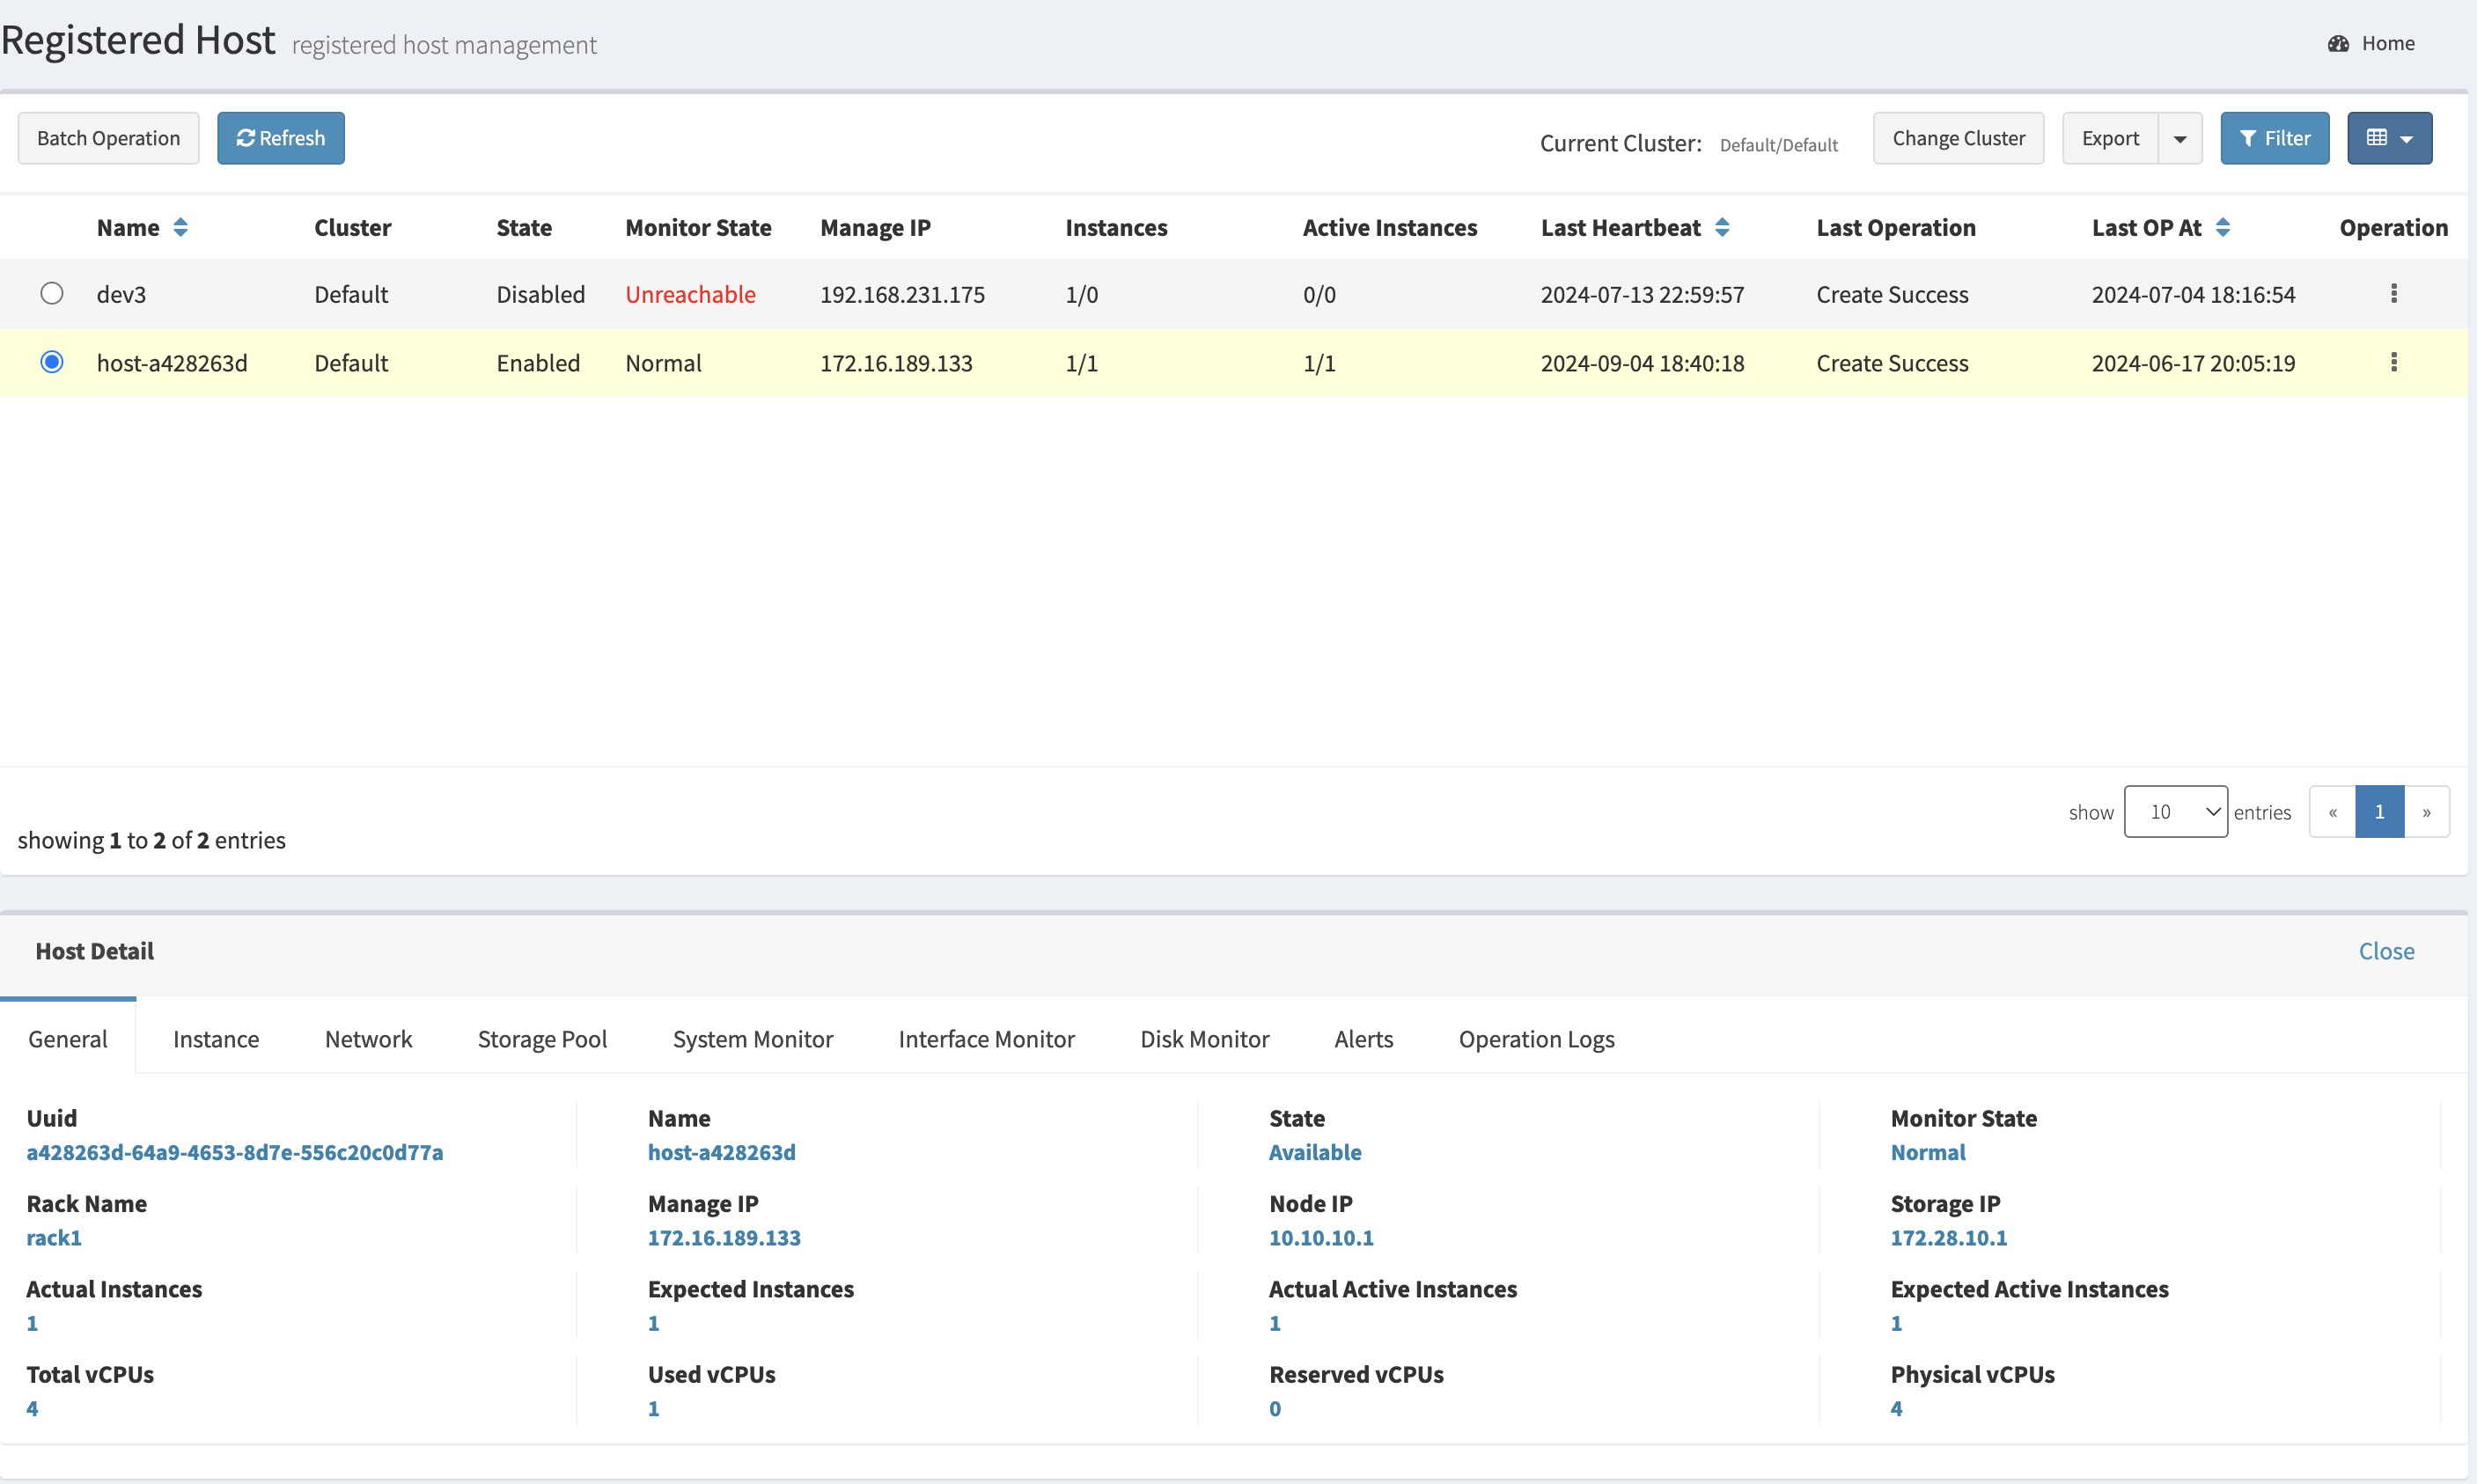 Registered Host registered host management
Home
Batch Operation Refresh Current Cluster: Default/Default Change Cluster Export Filter
Name Cluster State Monitor State Manage IP Instances Active Instances Last Heartbeat Last Operation Last OP At Operation
dev3 Default Disabled Unreachable 192.168.231.175 1/0 0/0 2024-07-13 22:59:57 Create Success 2024-07-04 18:16:54
host-a428263d Default Enabled Normal 172.16.189.133 1/1 1/1 2024-09-04 18:40:18 Create Success 2024-06-17 20:05:19
show 10 entries « 1 »
showing 1 to 2 of 2 entries
Host Detail Close
General Instance Network Storage Pool System Monitor Interface Monitor Disk Monitor Alerts Operation Logs
Uuid Name State Monitor State
a428263d-64a9-4653-8d7e-556c20c0d77a host-a428263d Available Normal
Rack Name Manage IP Node IP Storage IP
rack1 172.16.189.133 10.10.10.1 172.28.10.1
Actual Instances Expected Instances Actual Active Instances Expected Active Instances
1 1 1 1
Total vCPUs Used vCPUs Reserved vCPUs Physical vCPUs
4 1 0 4